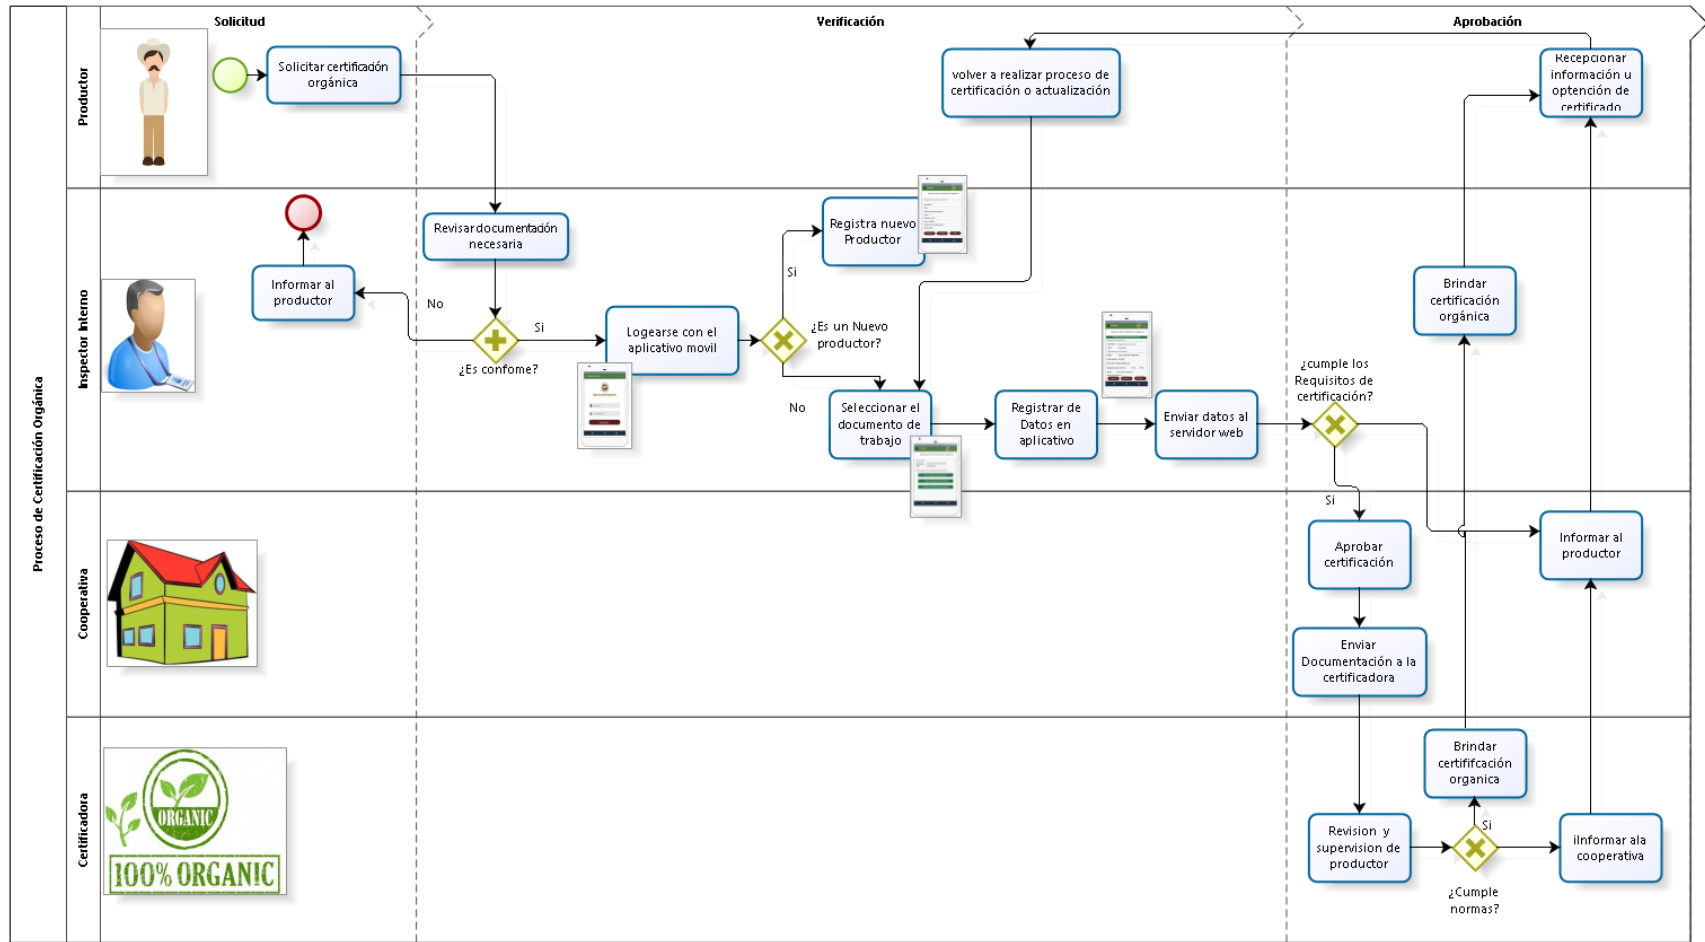 Solicitud
Verificación
Aprobación
Proceso de Certificación Orgánica
Productor
Solicitar certificación
orgánica
volver a realizar proceso de
certificación o actualización
Recepcionar
información u
optención de
certificado
Inspector Interno
Revisar documentación
necesaria
Registra nuevo
Productor
Informar al
productor
No
Si
¿Es confome?
Logearse con el
aplicativo movil
Si
¿Es un Nuevo
productor?
No
Seleccionar el
documento de
trabajo
Registrar de
Datos en
aplicativo
Enviar datos al
servidor web
¿cumple los
Requisitos de
certificación?
Brindar
certificación
orgánica
Si
Cooperativa
Aprobar
certificación
Informar al
productor
Enviar
Documentación a la
certificadora
Certificadora
ORGANIC
100% ORGANIC
Brindar
certififcación
organica
Si
Revision y
supervision de
productor
¿Cumple
normas?
iInformar ala
cooperativa